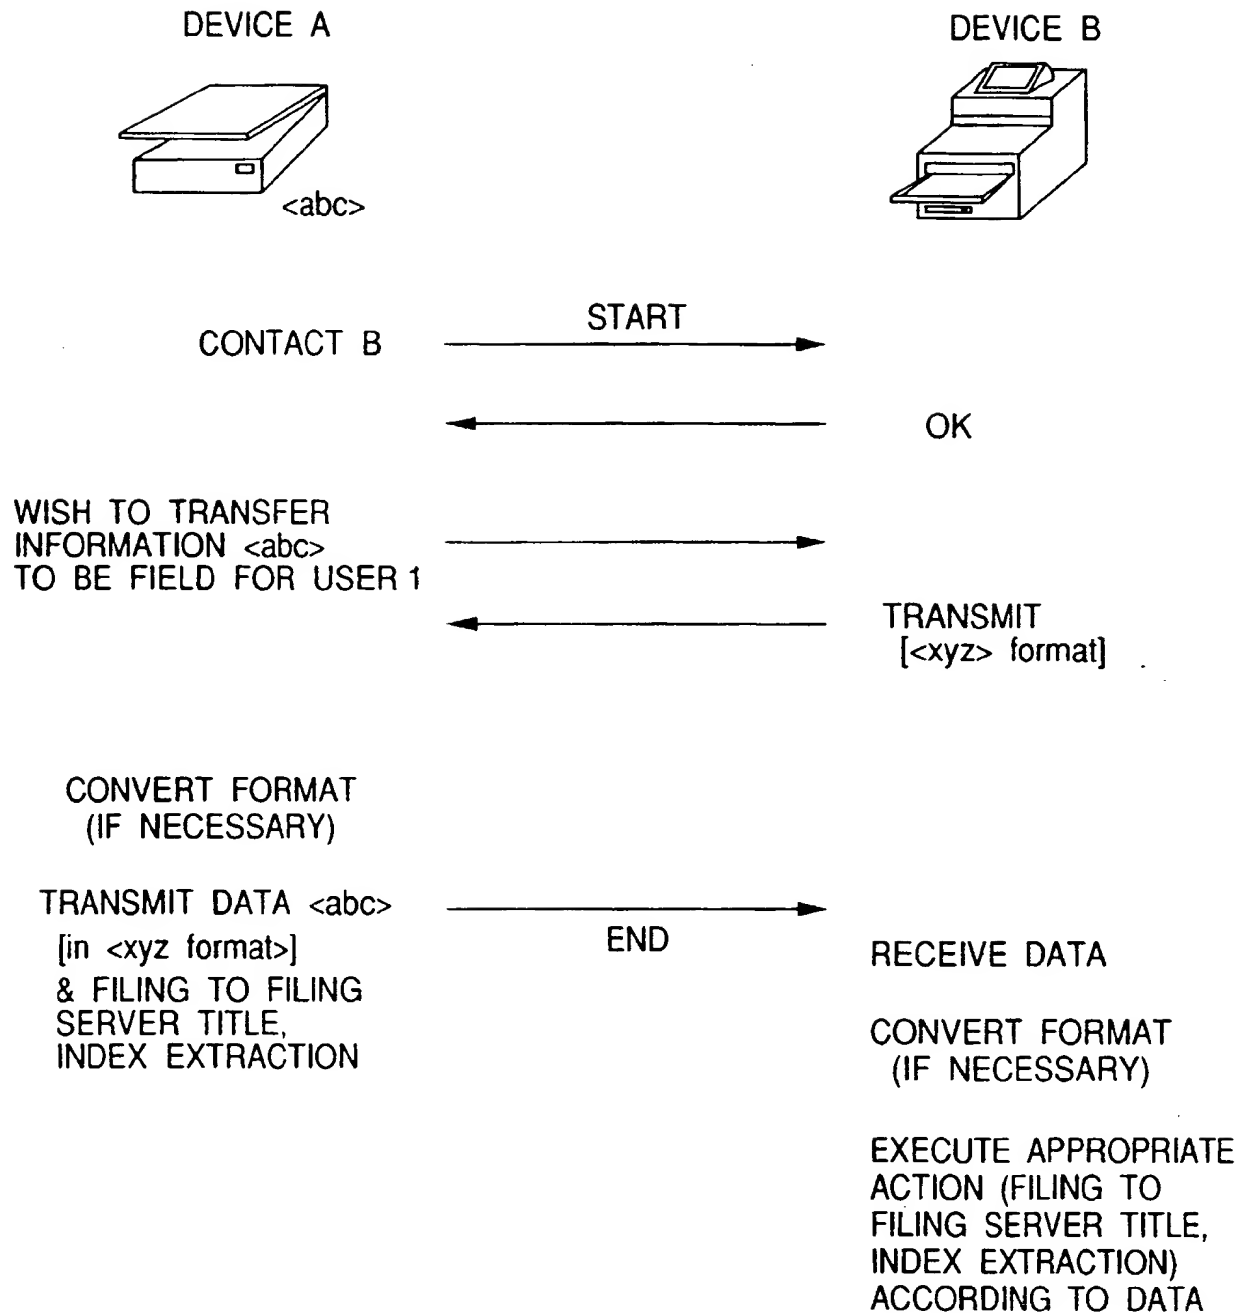 DEVICE A
DEVICE B
<abc>
START
CONTACT B
OK
WISH TO TRANSFER
INFORMATION <abc>
TO BE FIELD FOR USER 1
TRANSMIT
[<xyz> format]
CONVERT FORMAT
(IF NECESSARY)
TRANSMIT DATA <abc>
[in <xyz format>]
& FILING TO FILING
SERVER TITLE,
INDEX EXTRACTION
END
RECEIVE DATA
CONVERT FORMAT
(IF NECESSARY)
EXECUTE APPROPRIATE
ACTION (FILING TO
FILING SERVER TITLE,
INDEX EXTRACTION)
ACCORDING TO DATA